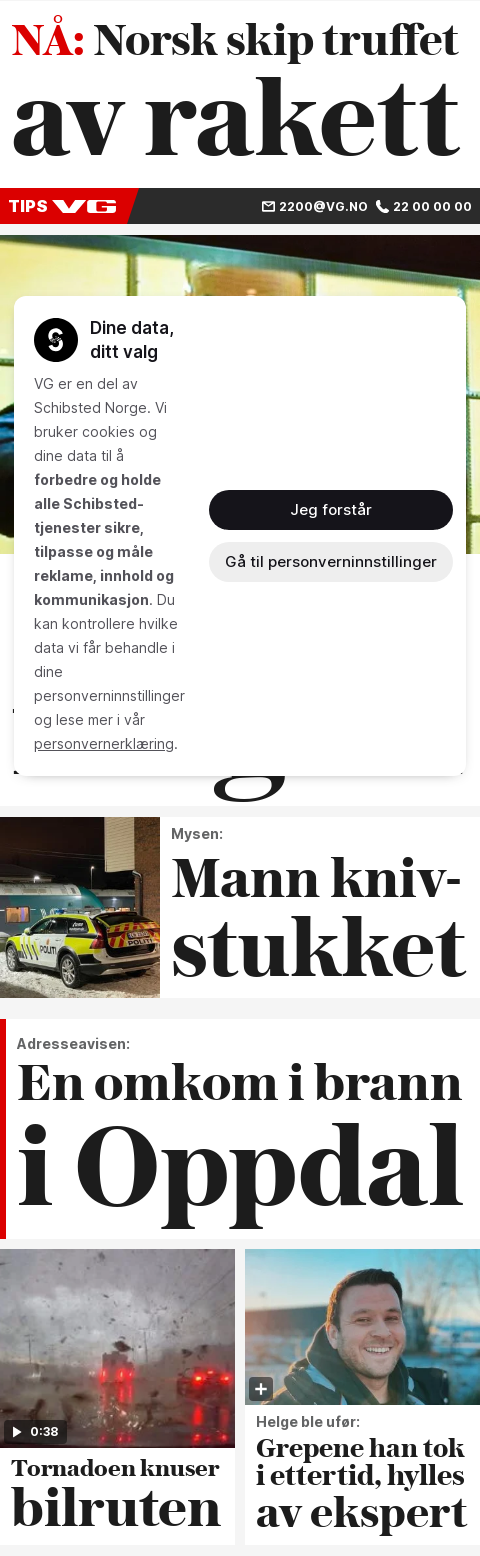 NÅ: Norsk skip truffet
av rakett
TIPS VG
2200@VG.NO 22 00 00 00
Dine data,
ditt valg
VG er en del av
Schibsted Norge. Vi
bruker cookies og
dine data til å
forbedre og holde
alle Schibsted-
tjenester sikre,
tilpasse og måle
reklame, innhold og
kommunikasjon. Du
kan kontrollere hvilke
data vi får behandle i
dine
personverninnstillinger
og lese mer i vår
personvernerklæring.
Jeg forstår
Gå til personverninnstillinger
Mysen:
Mann kniv-
stukket
POLITI
POLITI
Adresseavisen:
En omkom i brann
i Oppdal
0:38
Tornadoen knuser
bilruten
Helge ble ufør:
Grepene han tok
i ettertid, hylles
av ekspert